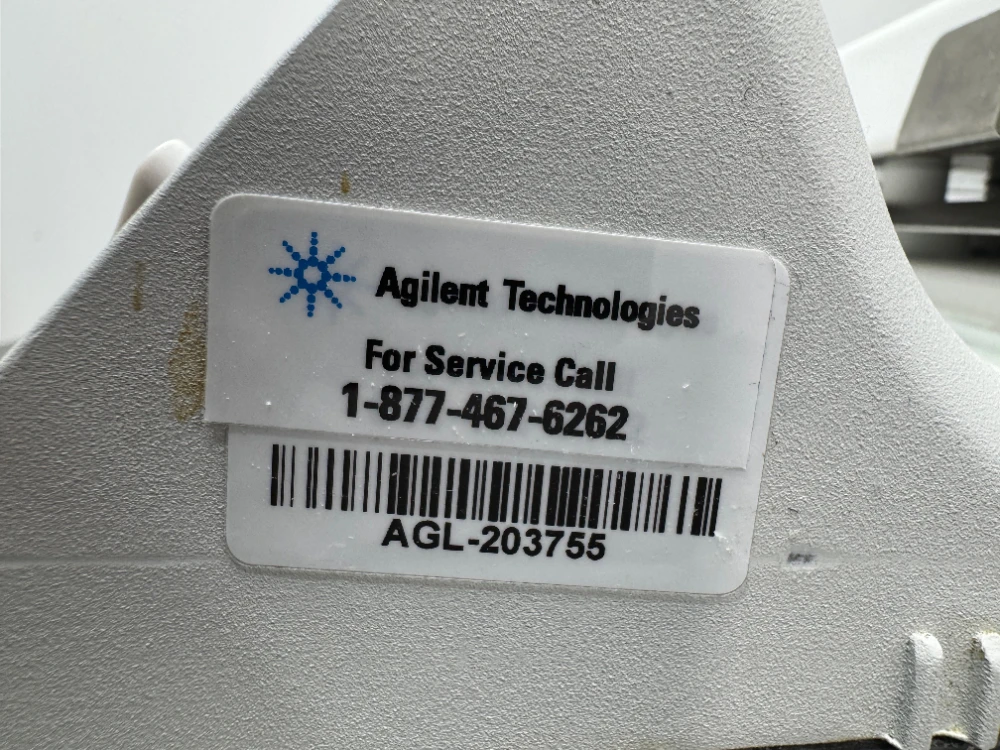 Agilent Technologies
For Service Call
1-877-467-6262
AGL-203755